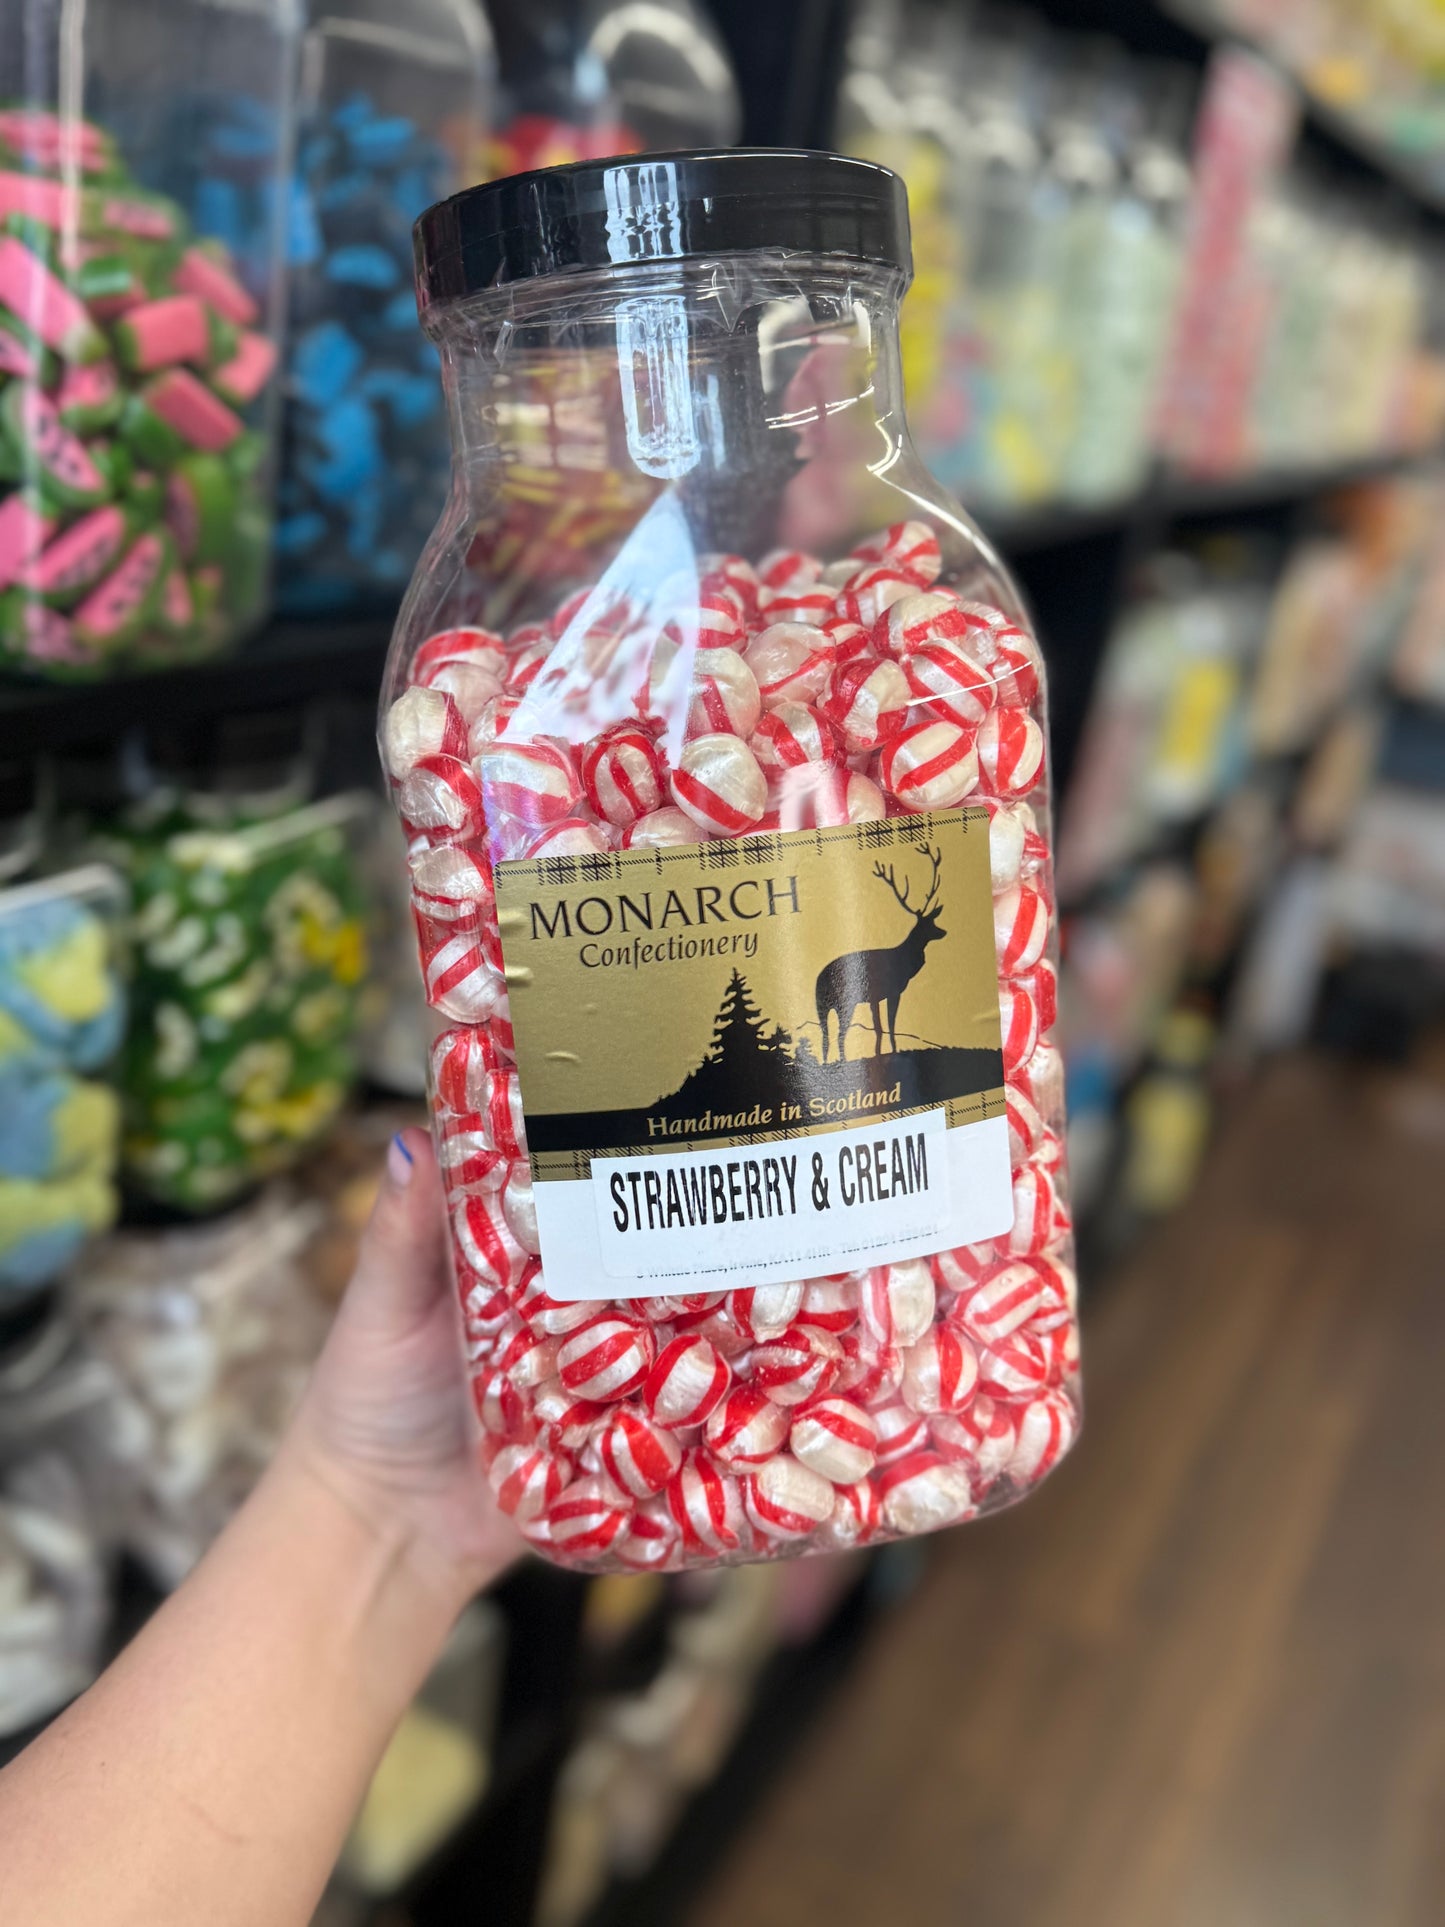 MONARCH
Confectionery
Handmade in Scotland
STRAWBERRY & CREAM